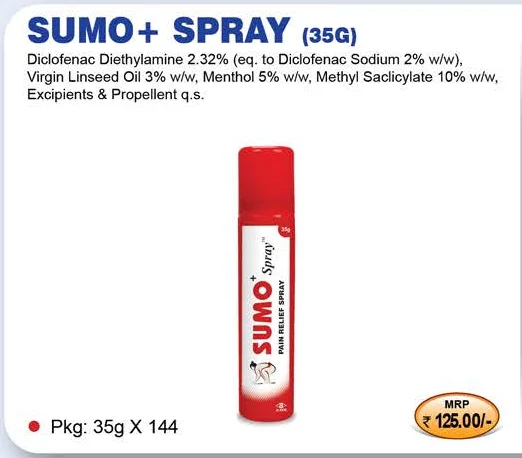 SUMO+ SPRAY (35G)
Diclofenac Diethylamine 2.32% (eq. to Diclofenac Sodium 2% w/w),
Virgin Linseed Oil 3% w/w, Menthol 5% w/w, Methyl Saclicylate 10% w/w,
Excipients & Propellent q.s.
35g
SUMO+ Spray™
PAIN RELIEF SPRAY
• Pkg: 35g X 144
MRP
₹ 125.00/-